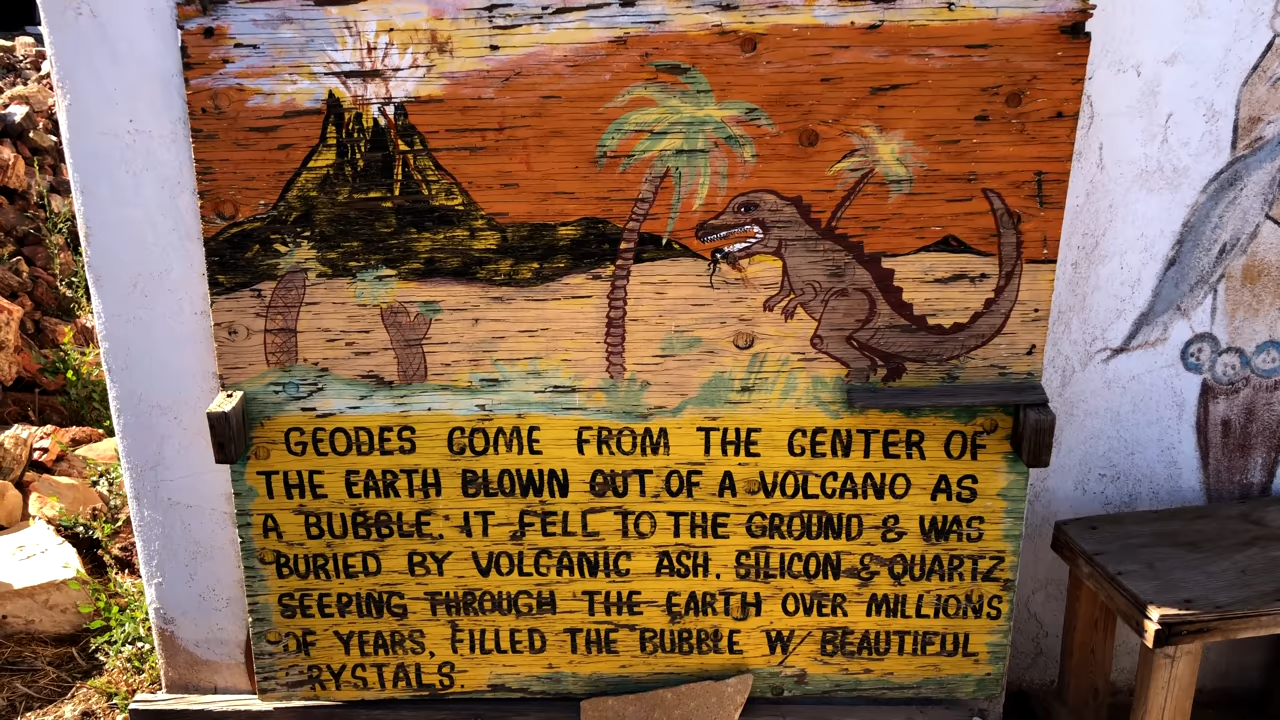 GEODES COME FROM THE CENTER OF
THE EARTH BLOWN OUT OF A VOLCANO AS
A BUBBLE. IT FELL TO THE GROUND & WAS
BURIED BY VOLCANIC ASH. SILICON & QUARTZ
SEEPING THROUGH THE EARTH OVER MILLIONS
OF YEARS, FILLED THE BUBBLE W/ BEAUTIFUL
RYSTALS.